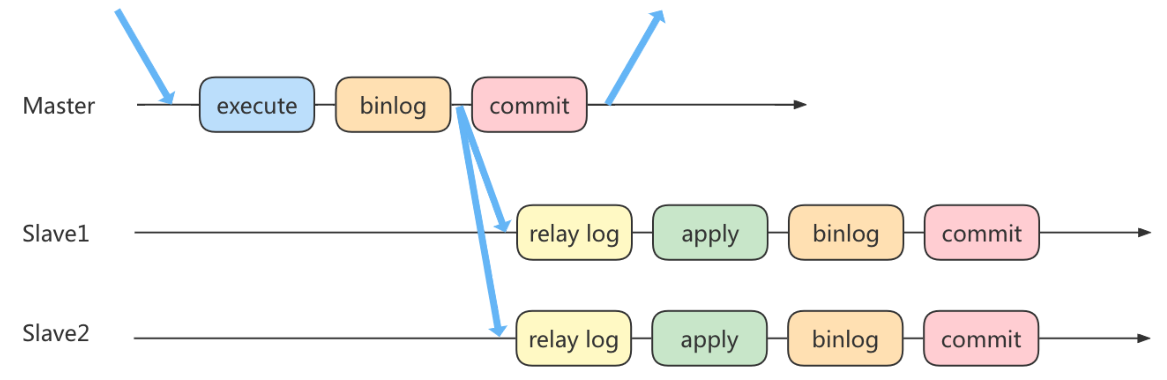 Master execute binlog commit
Slave1 relay log apply binlog commit
Slave2 relay log apply binlog commit